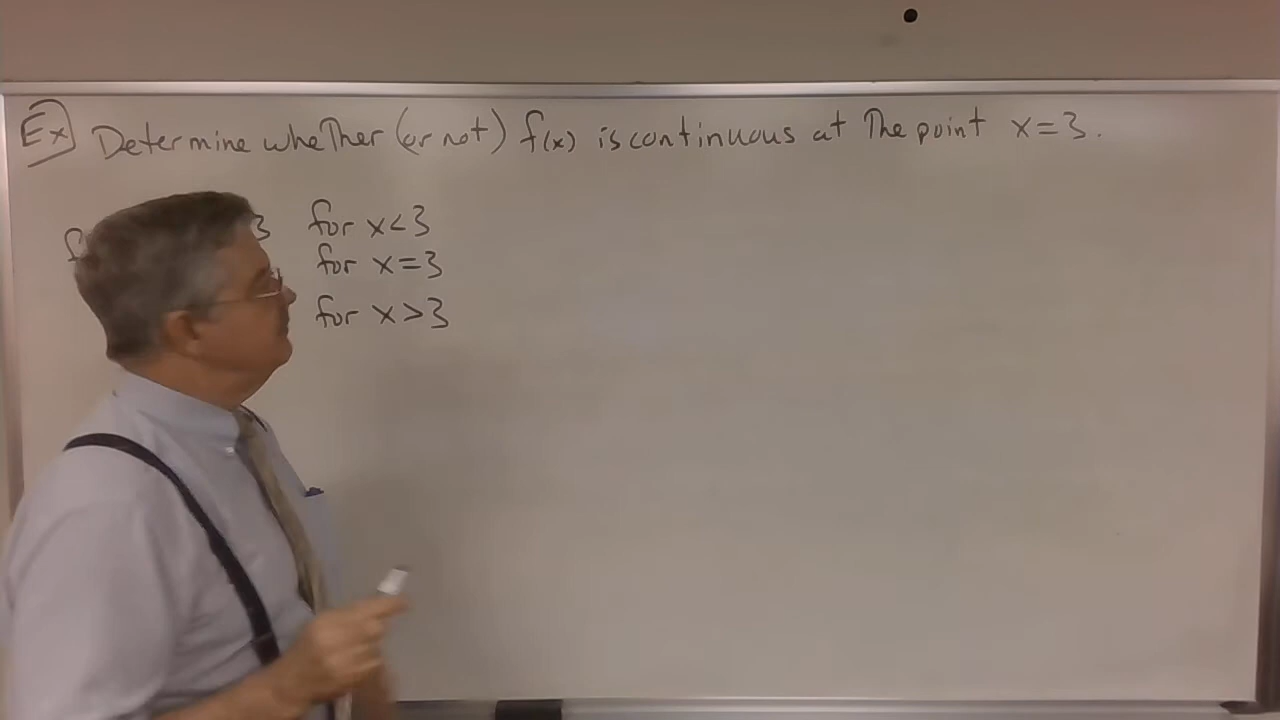 Ex Determine whether (or not) f(x) is continuous at the point x=3.
f 3 for x<3
for x=3
for x>3